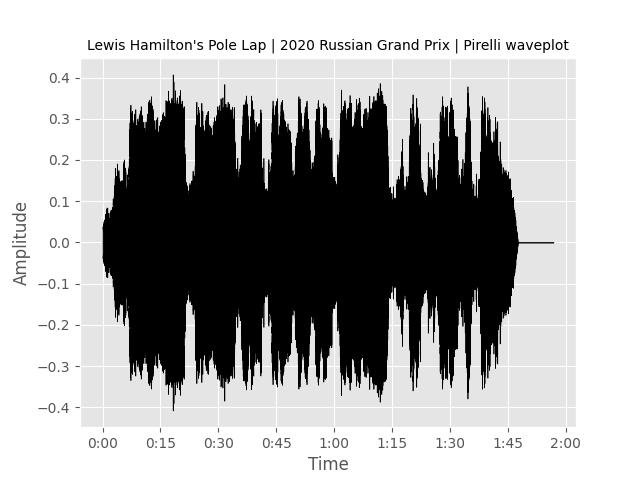 Lewis Hamilton's Pole Lap | 2020 Russian Grand Prix | Pirelli waveplot
0.4
0.3
0.2
0.1
0.0
−0.1
−0.2
−0.3
−0.4
Amplitude
0:00 0:15 0:30 0:45 1:00 1:15 1:30 1:45 2:00
Time